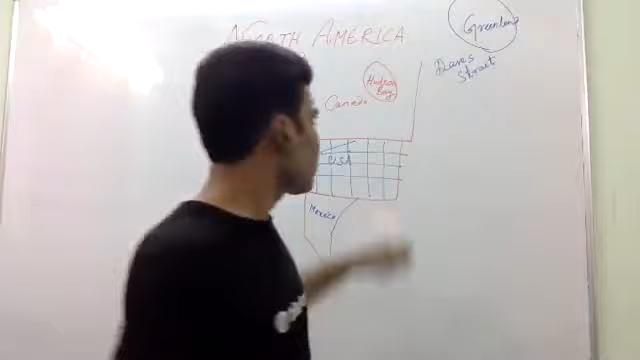 NORTH AMERICA
Greenland
Davis
Strait
Hudson
Bay
Canada
USA
Mexico